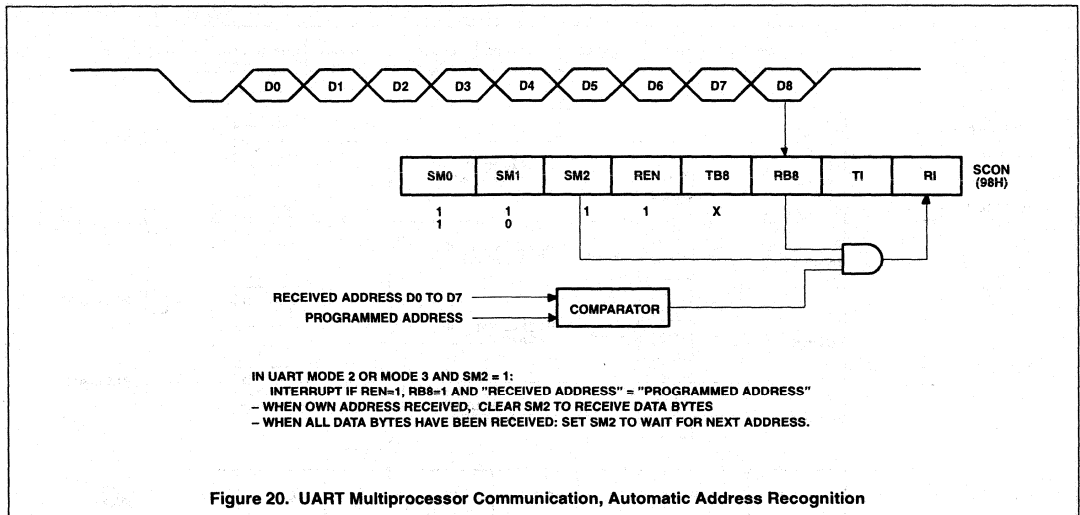 D0 D1 D2 D3 D4 D5 D6 D7 D8
SM0 SM1 SM2 REN TB8 RB8 TI RI
SCON
(98H)
1 1 1 1 X
1 0
RECEIVED ADDRESS D0 TO D7
PROGRAMMED ADDRESS
COMPARATOR
IN UART MODE 2 OR MODE 3 AND SM2 = 1:
INTERRUPT IF REN=1, RB8=1 AND "RECEIVED ADDRESS" = "PROGRAMMED ADDRESS"
– WHEN OWN ADDRESS RECEIVED, CLEAR SM2 TO RECEIVE DATA BYTES
– WHEN ALL DATA BYTES HAVE BEEN RECEIVED: SET SM2 TO WAIT FOR NEXT ADDRESS.
Figure 20. UART Multiprocessor Communication, Automatic Address Recognition